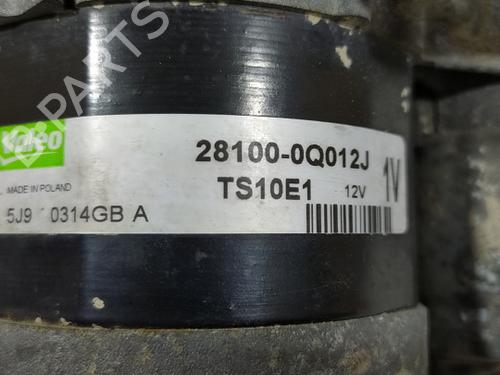 PARTS
Valeo
28100-0Q012J
MADE IN POLAND
TS10E1 12V 1V
5J9 0314GB A